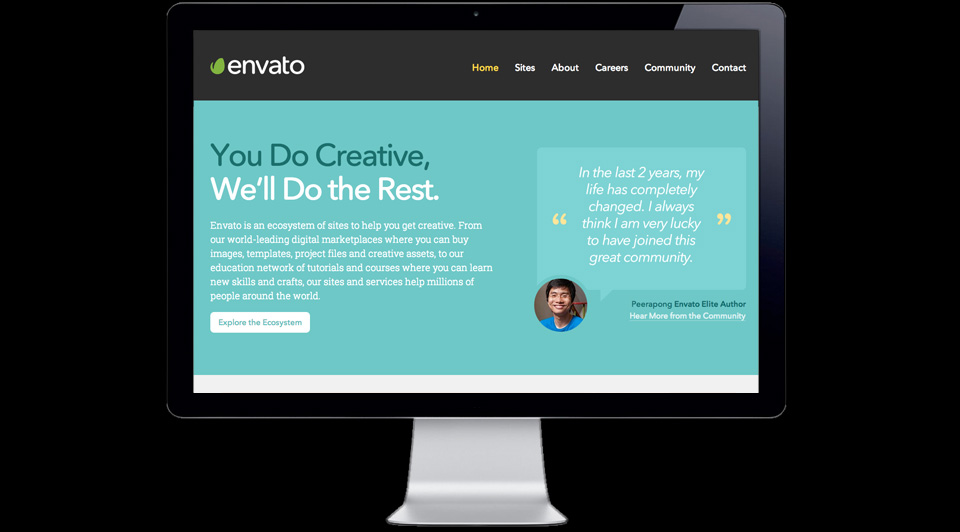 envato
Home Sites About Careers Community Contact
You Do Creative,
We'll Do the Rest.
Envato is an ecosystem of sites to help you get creative. From
our world-leading digital marketplaces where you can buy
images, templates, project files and creative assets, to our
education network of tutorials and courses where you can learn
new skills and crafts, our sites and services help millions of
people around the world.
Explore the Ecosystem
In the last 2 years, my
life has completely
changed. I always
“ think I am very lucky ”
to have joined this
great community.
Peerapong Envato Elite Author
Hear More from the Community